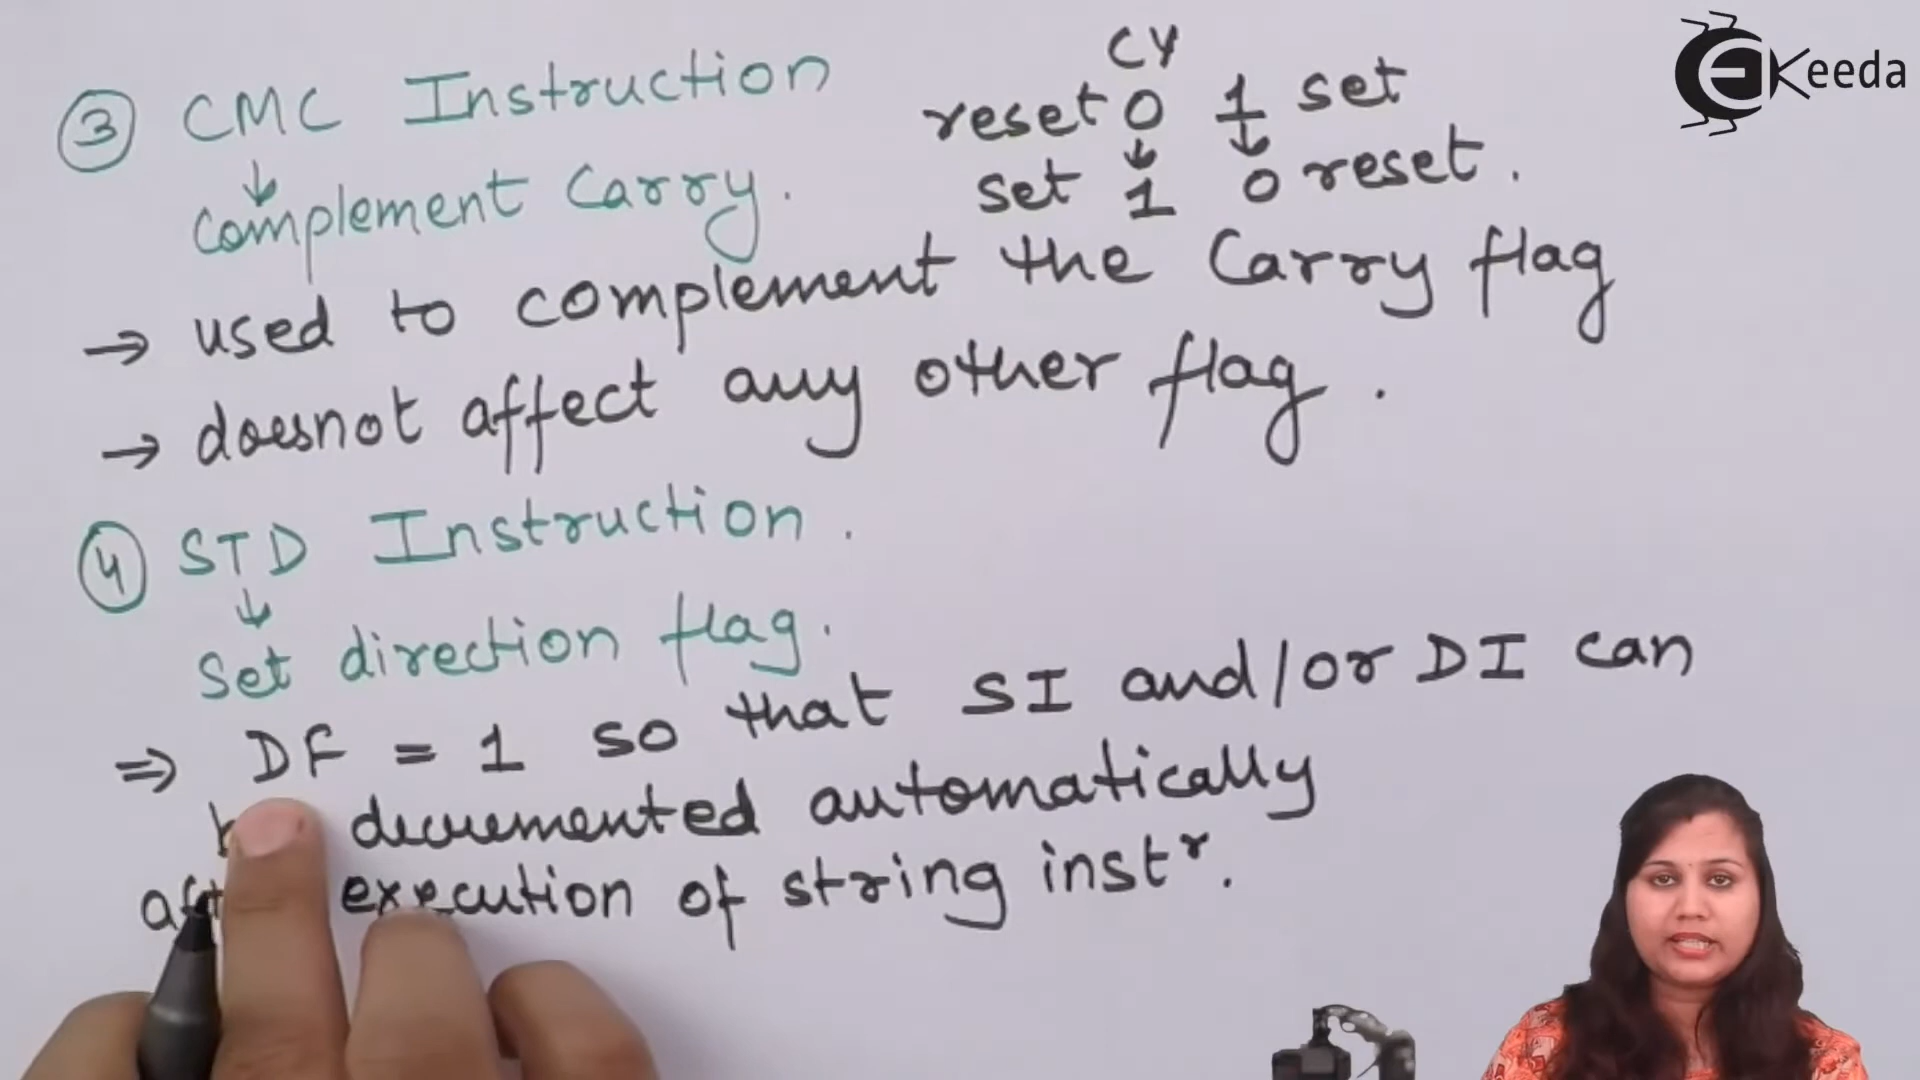 ③ CMC Instruction
↓
Complement Carry.
CY
reset 0 1 set
↓ ↓
set 1 0 reset.
→ used to complement the Carry flag
→ doesnot affect any other flag.
④ STD Instruction.
↓
Set direction flag.
⇒ DF = 1 so that SI and/or DI can
decremented automatically
execution of string instr.
EKeeda